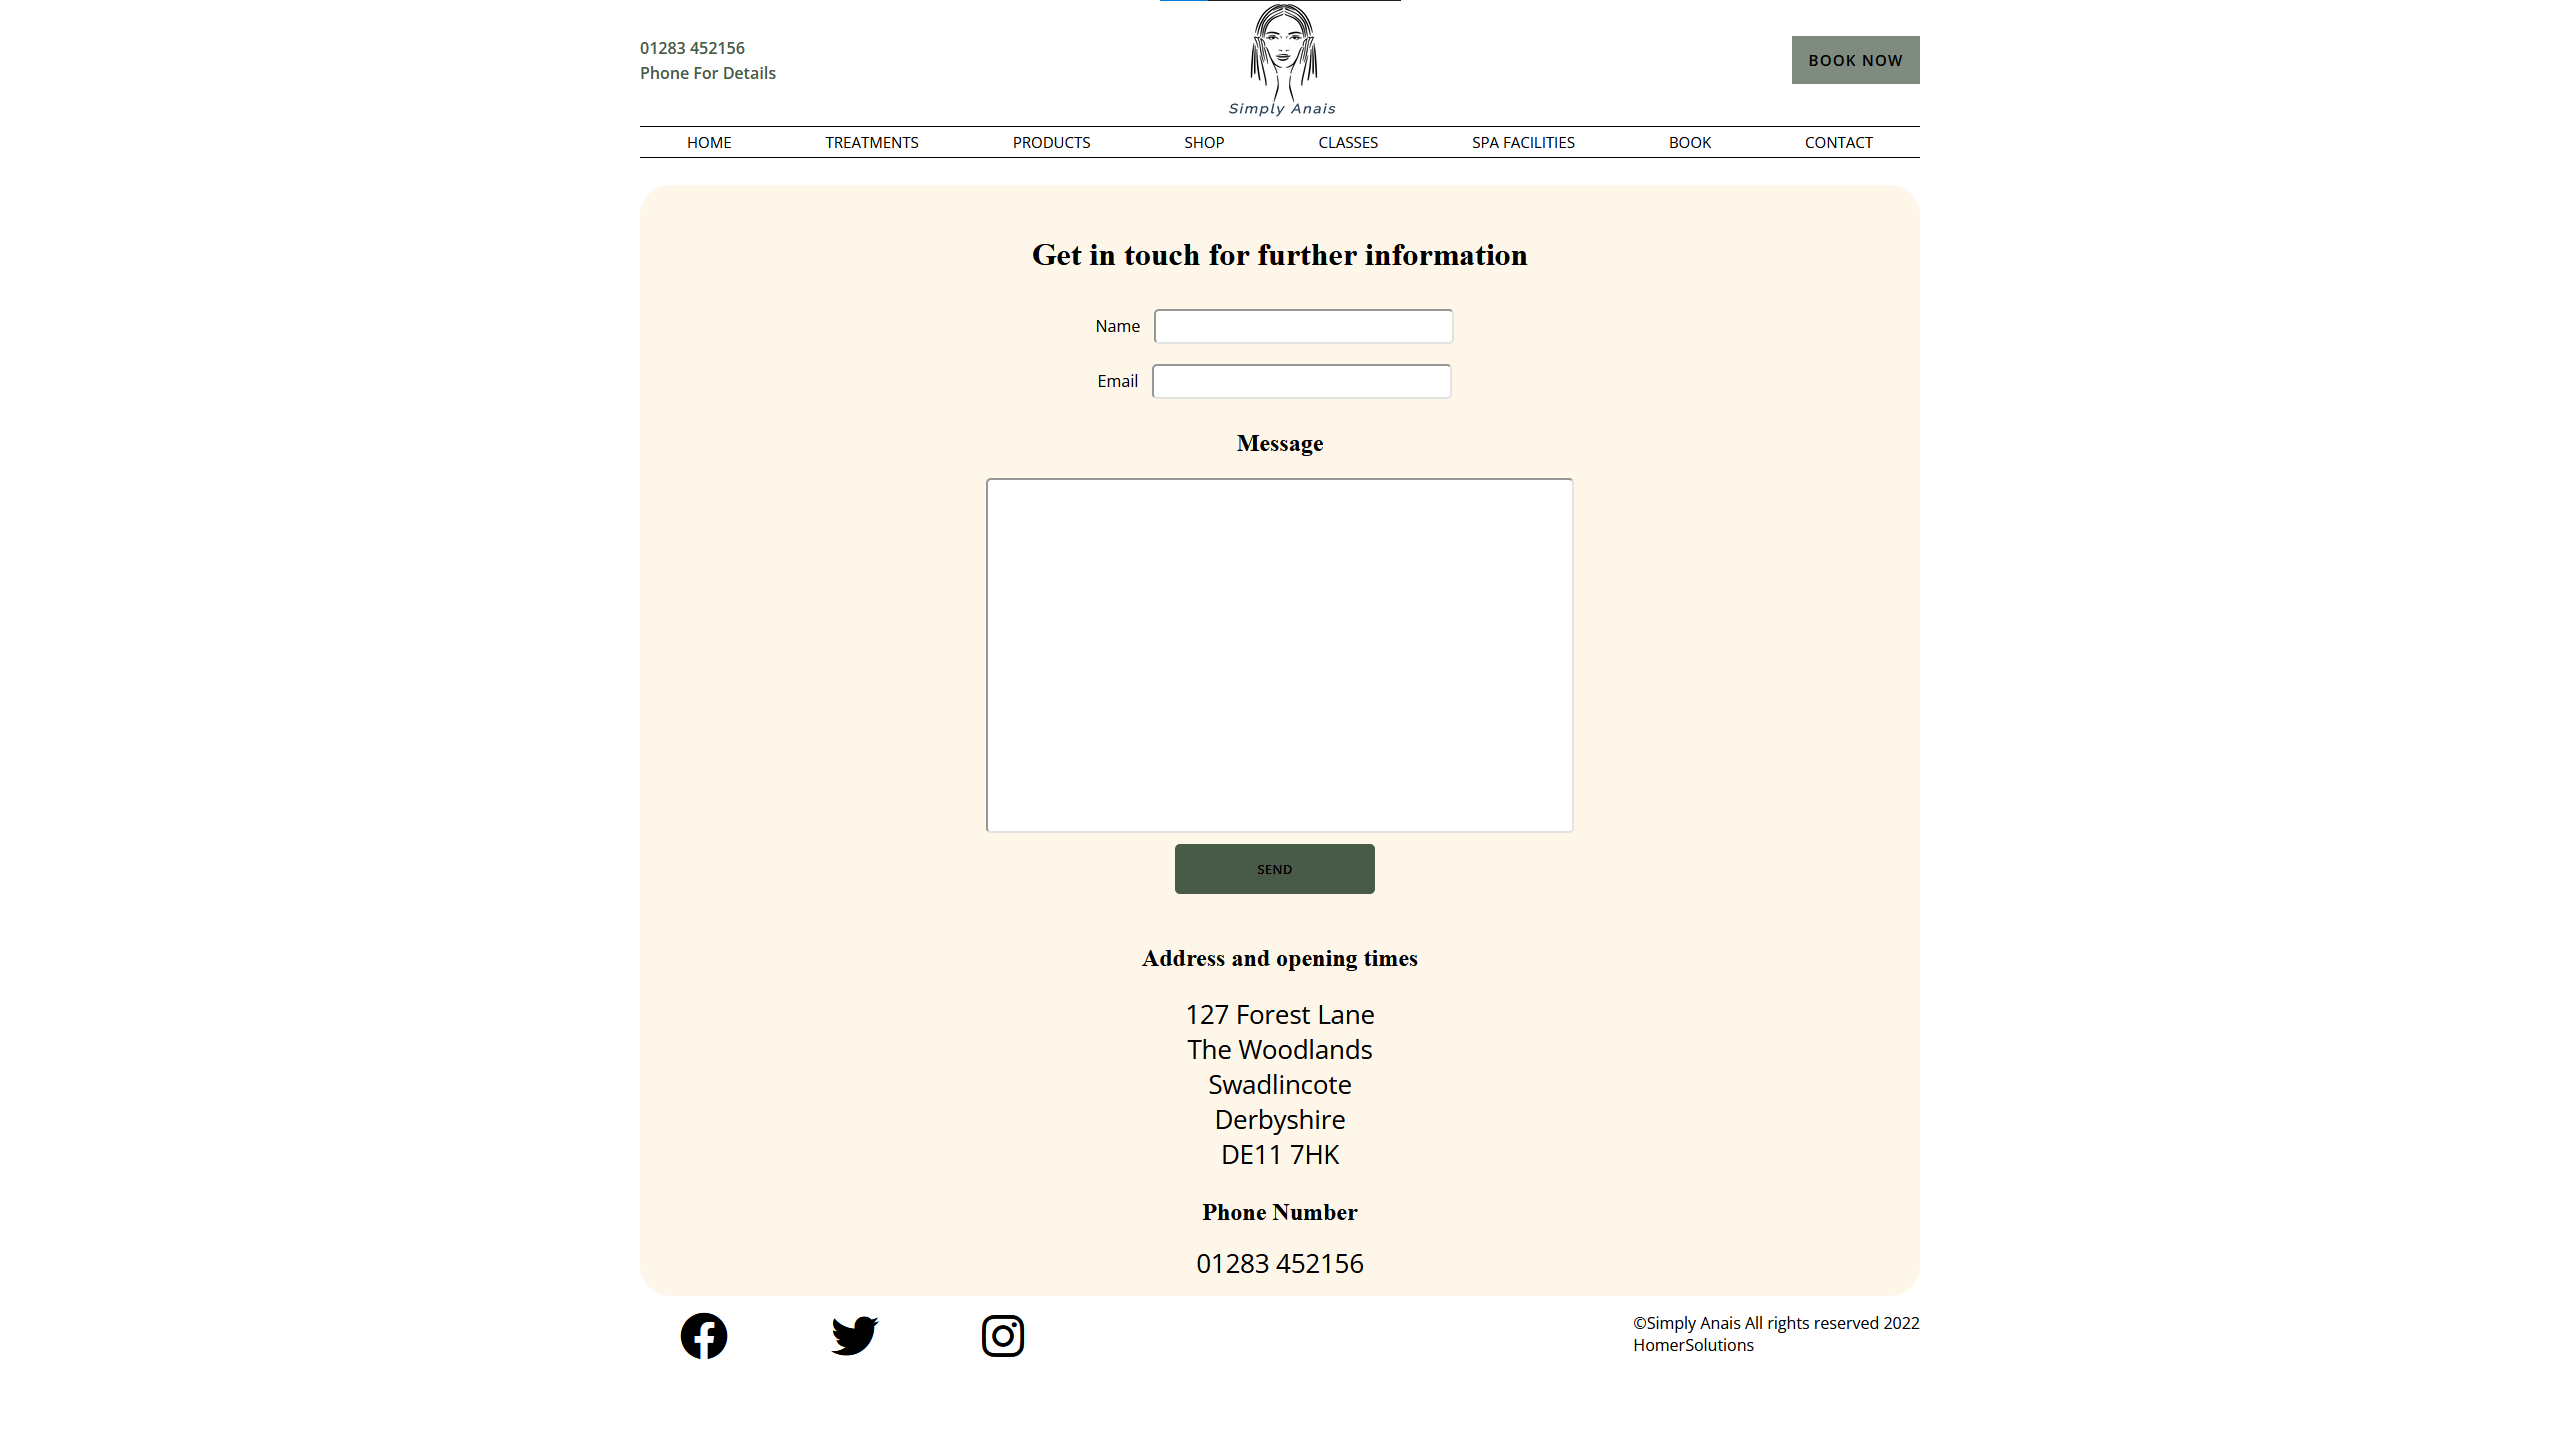 01283 452156
Phone For Details
Simply Anais
BOOK NOW
HOME TREATMENTS PRODUCTS SHOP CLASSES SPA FACILITIES BOOK CONTACT
Get in touch for further information
Name
Email
Message
SEND
Address and opening times
127 Forest Lane
The Woodlands
Swadlincote
Derbyshire
DE11 7HK
Phone Number
01283 452156
©Simply Anais All rights reserved 2022
HomerSolutions